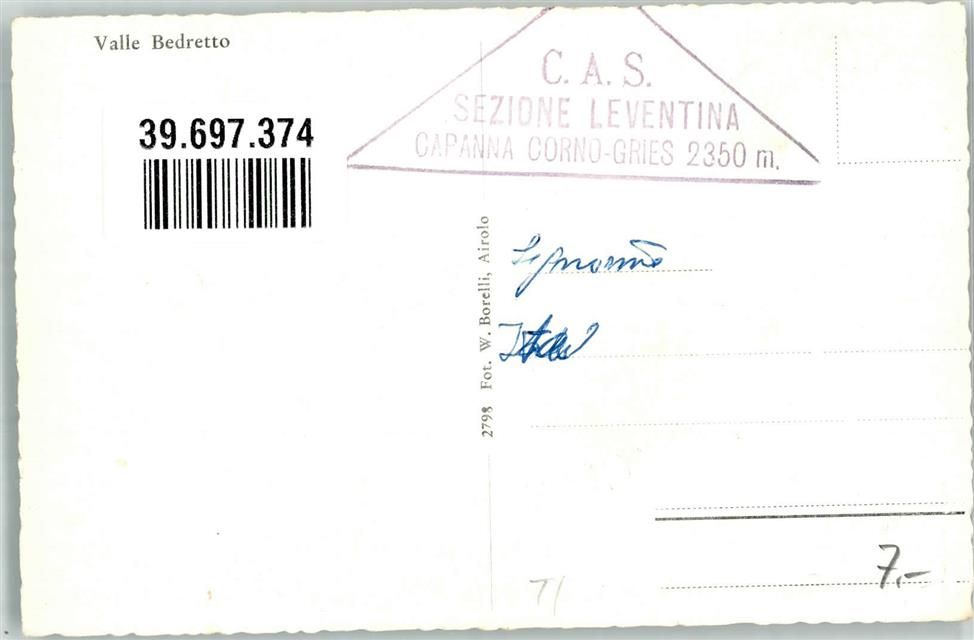 Valle Bedretto
39.697.374
C. A. S.
SEZIONE LEVENTINA
CAPANNA CORNO-GRIES 2350 m.
2798 Fot. W. Borelli, Airolo
7.-